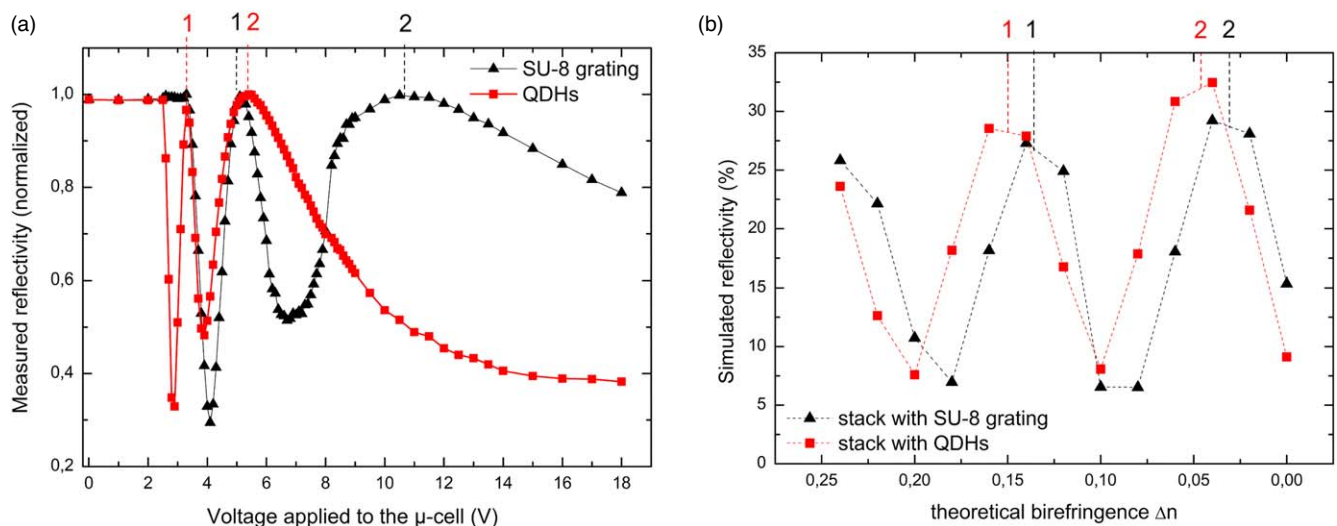 (a)
1 1 2 2
SU-8 grating
QDHs
1,0
0,8
0,6
0,4
0,2
Measured reflectivity (normalized)
0 2 4 6 8 10 12 14 16 18
Voltage applied to the μ-cell (V)
(b)
1 1 2 2
35
30
25
20
15
10
5
0
Simulated reflectivity (%)
stack with SU-8 grating
stack with QDHs
0,25 0,20 0,15 0,10 0,05 0,00
theoretical birefringence Δn